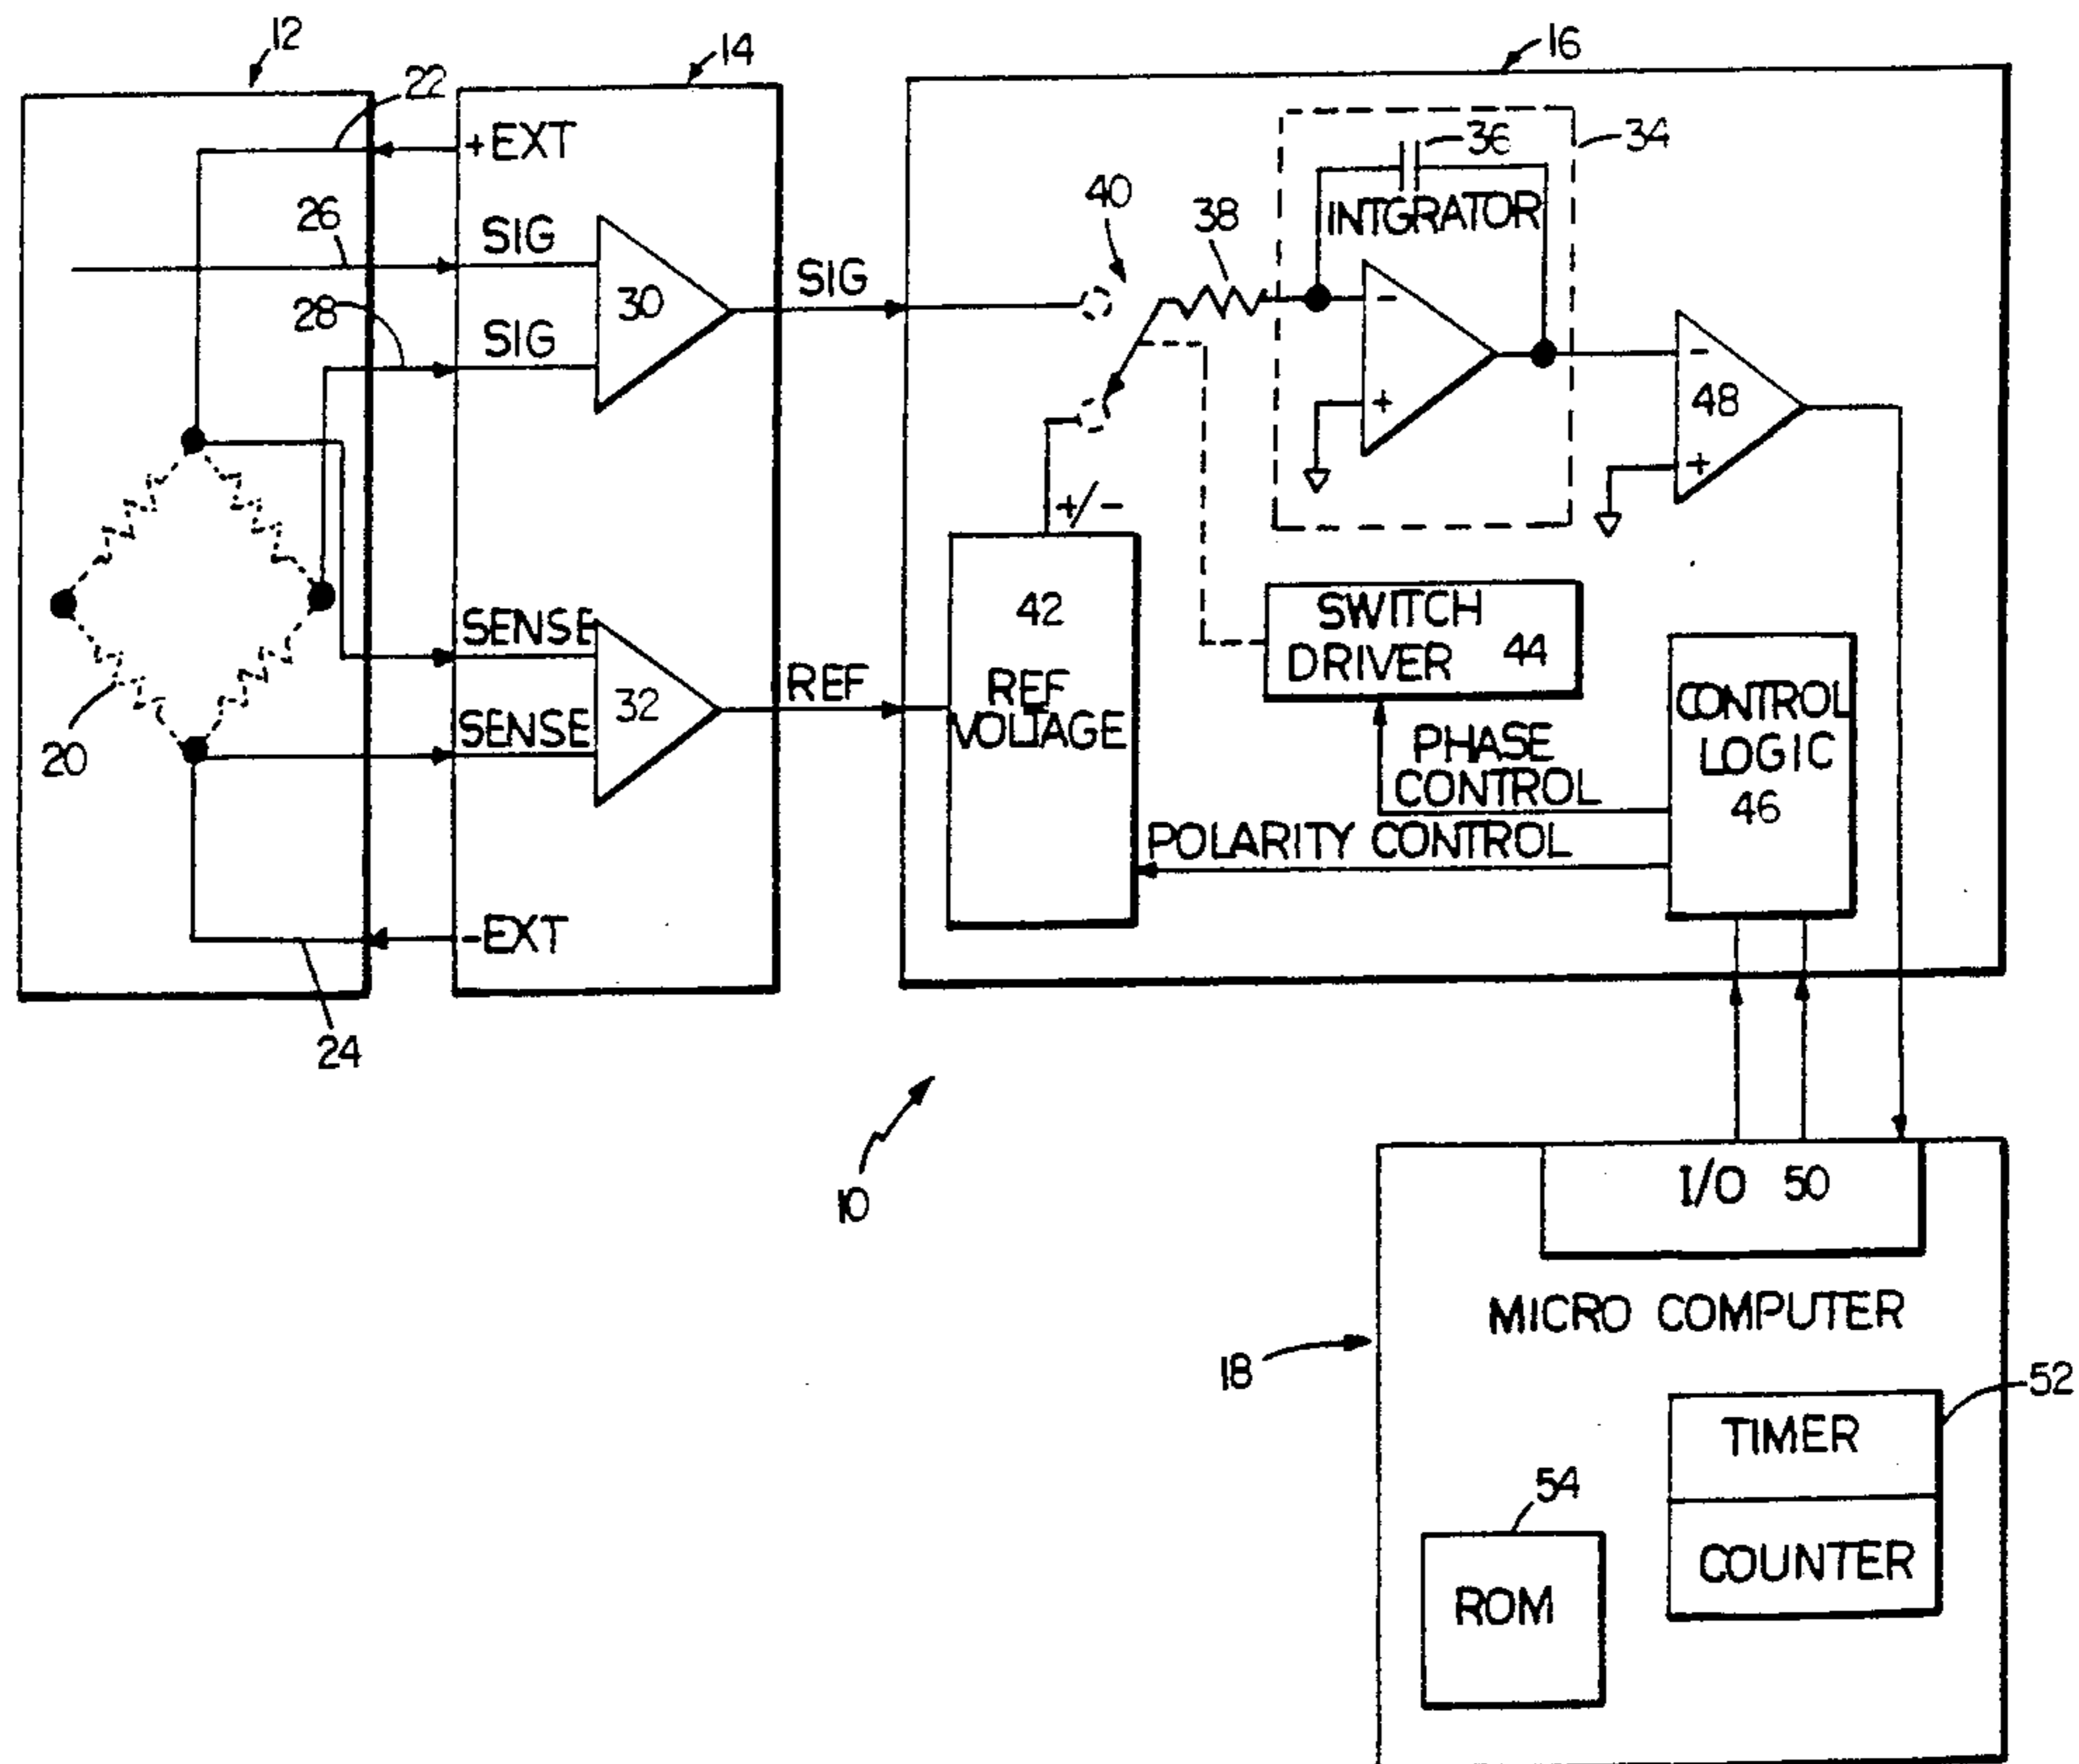 12
14
16
22
+EXT
36
34
26
SIG
40
38
INTGRATOR
28
SIG
30
SIG
-
+
-
48
+
+/-
SENSE
42
SWITCH
DRIVER 44
20
SENSE
32
REF
REF
VOLTAGE
CONTROL
LOGIC
46
PHASE
CONTROL
POLARITY CONTROL
-EXT
24
10
I/O 50
MICRO COMPUTER
18
52
TIMER
54
COUNTER
ROM